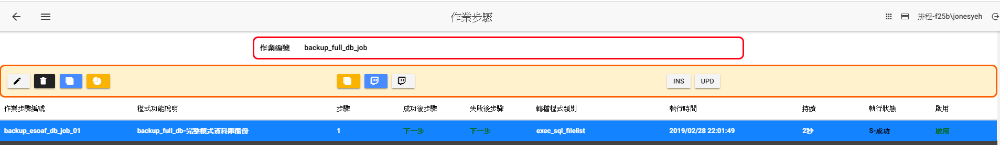 作業步驟
排程-f25b\jonesyeh
作業編號 backup_full_db_job
INS UPD
作業步驟編號 程式功能說明 步驟 成功後步驟 失敗後步驟 轉檔程式類別 執行時間 持續 執行狀態 啟用
backup_esoaf_db_job_01 backup_full_db-完整模式資料庫備份 1 下一步 下一步 exec_sql_filelist 2019/02/28 22:01:49 2秒 S-成功 啟用